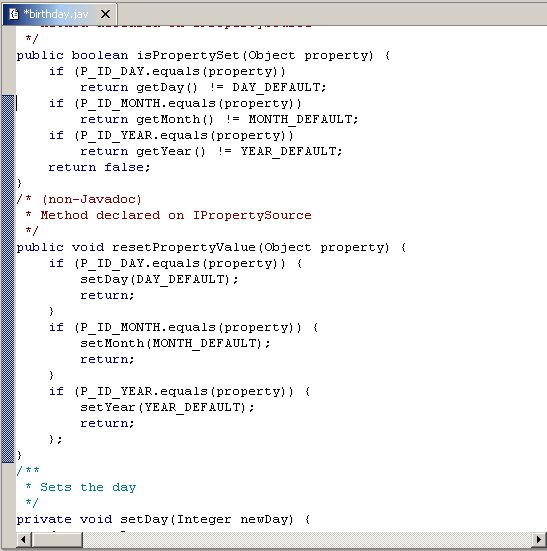 *birthday.jav
*/
public boolean isPropertySet(Object property) {
if (P_ID_DAY.equals(property))
return getDay() != DAY_DEFAULT;
if (P_ID_MONTH.equals(property))
return getMonth() != MONTH_DEFAULT;
if (P_ID_YEAR.equals(property))
return getYear() != YEAR_DEFAULT;
return false;
}
/* (non-Javadoc)
* Method declared on IPropertySource
*/
public void resetPropertyValue(Object property) {
if (P_ID_DAY.equals(property)) {
setDay(DAY_DEFAULT);
return;
}
if (P_ID_MONTH.equals(property)) {
setMonth(MONTH_DEFAULT);
return;
}
if (P_ID_YEAR.equals(property)) {
setYear(YEAR_DEFAULT);
return;
};
}
/**
* Sets the day
*/
private void setDay(Integer newDay) {